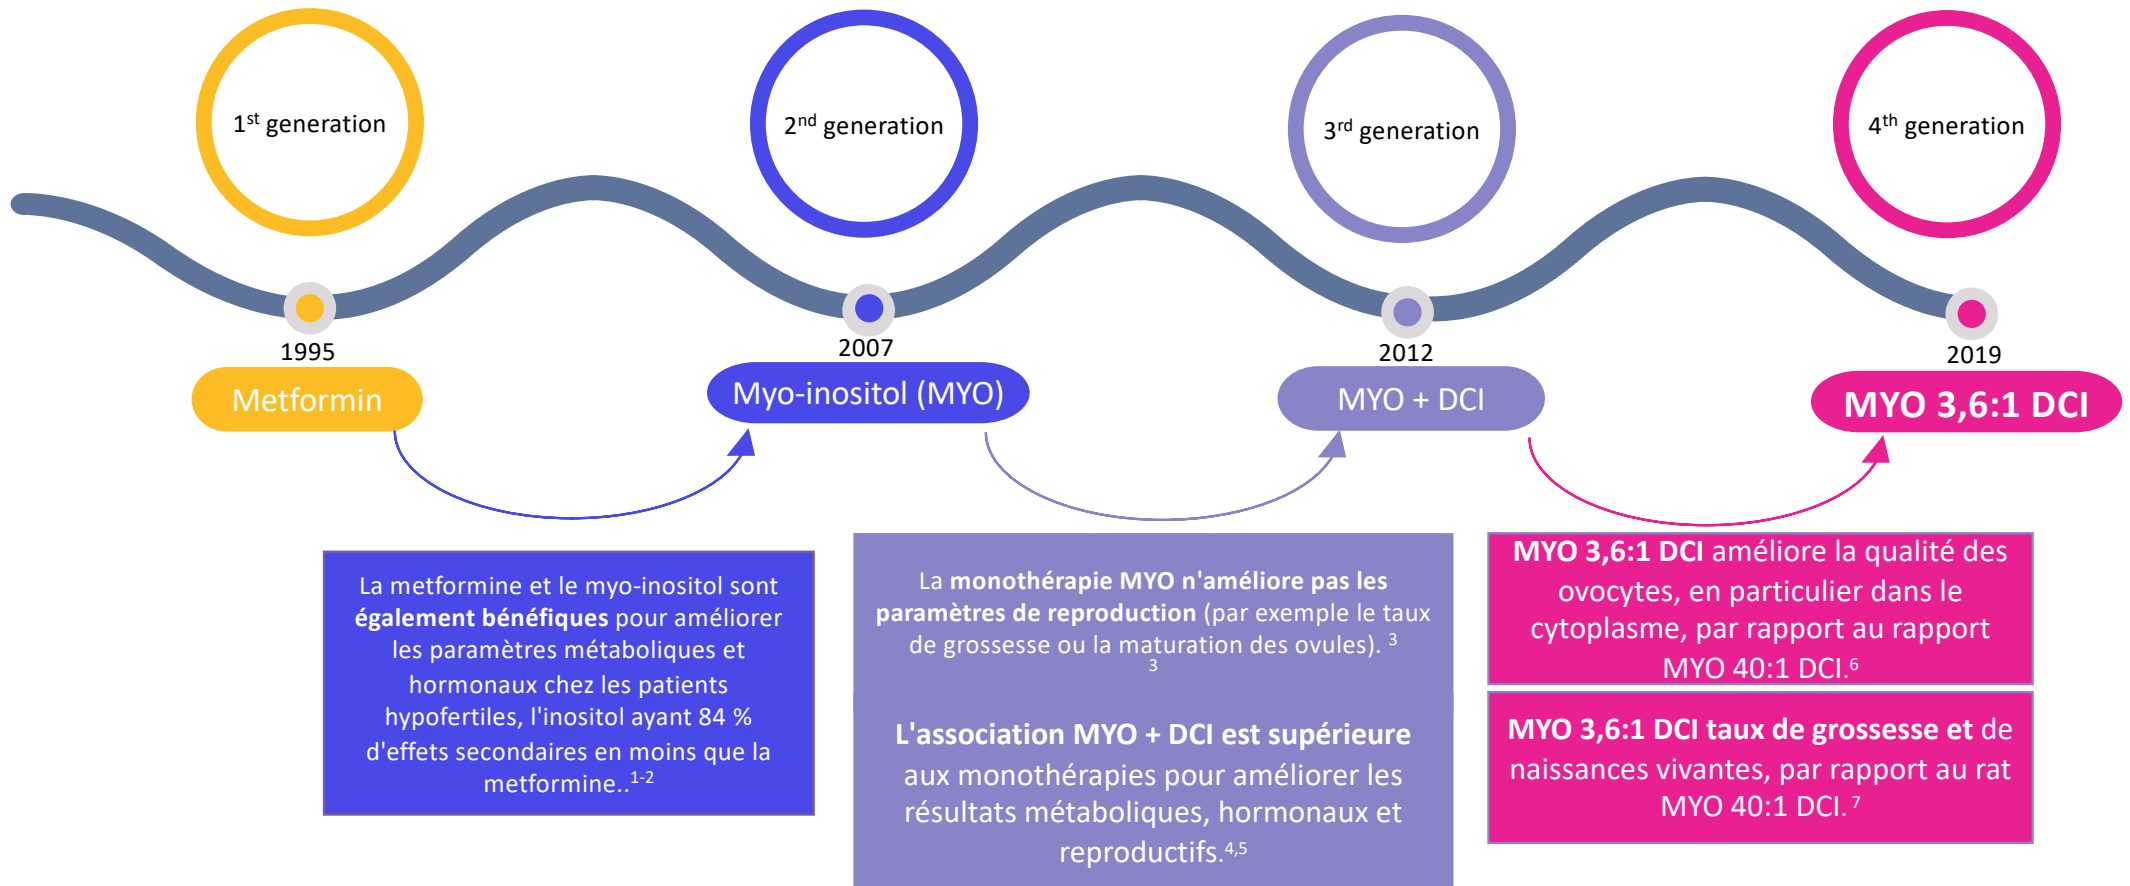 1st generation
2nd generation
3rd generation
4th generation
1995
2007
2012
2019
Metformin
Myo-inositol (MYO)
MYO + DCI
MYO 3,6:1 DCI
La metformine et le myo-inositol sont
également bénéfiques pour améliorer
les paramètres métaboliques et
hormonaux chez les patients
hypofertiles, l'inositol ayant 84 %
d'effets secondaires en moins que la
metformine..1-2
La monothérapie MYO n'améliore pas les
paramètres de reproduction (par exemple le taux
de grossesse ou la maturation des ovules). 3
3
L'association MYO + DCI est supérieure
aux monothérapies pour améliorer les
résultats métaboliques, hormonaux et
reproductifs.4,5
MYO 3,6:1 DCI améliore la qualité des
ovocytes, en particulier dans le
cytoplasme, par rapport au rapport
MYO 40:1 DCI.6
MYO 3,6:1 DCI taux de grossesse et de
naissances vivantes, par rapport au rat
MYO 40:1 DCI. 7